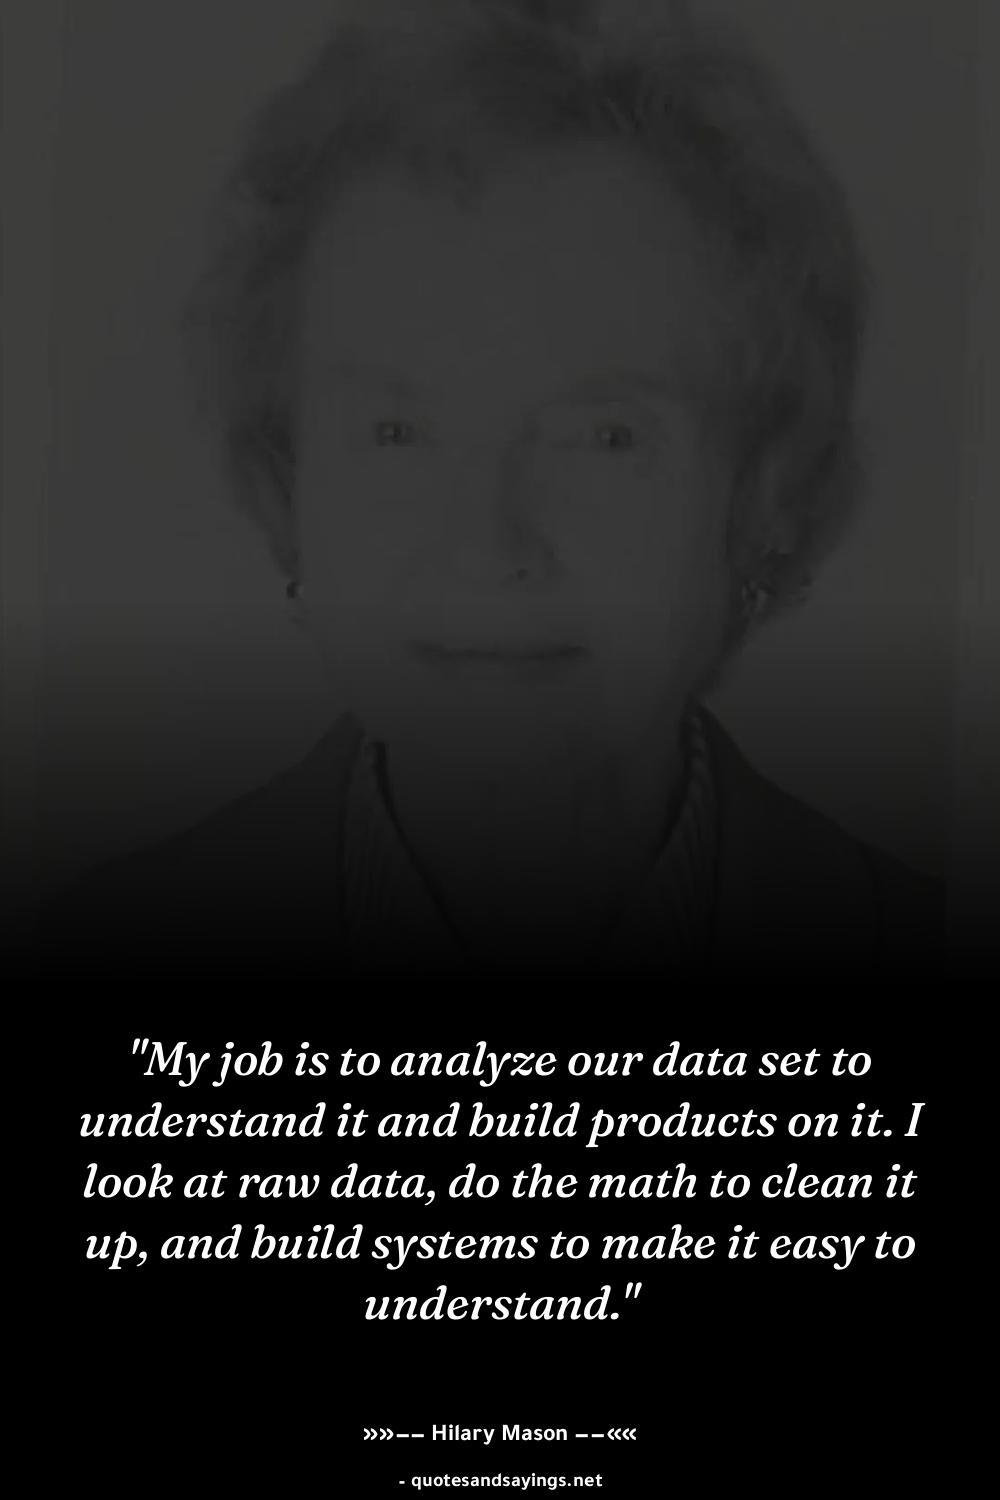 "My job is to analyze our data set to
understand it and build products on it. I
look at raw data, do the math to clean it
up, and build systems to make it easy to
understand."
»»–– Hilary Mason ––««
- quotesandsayings.net